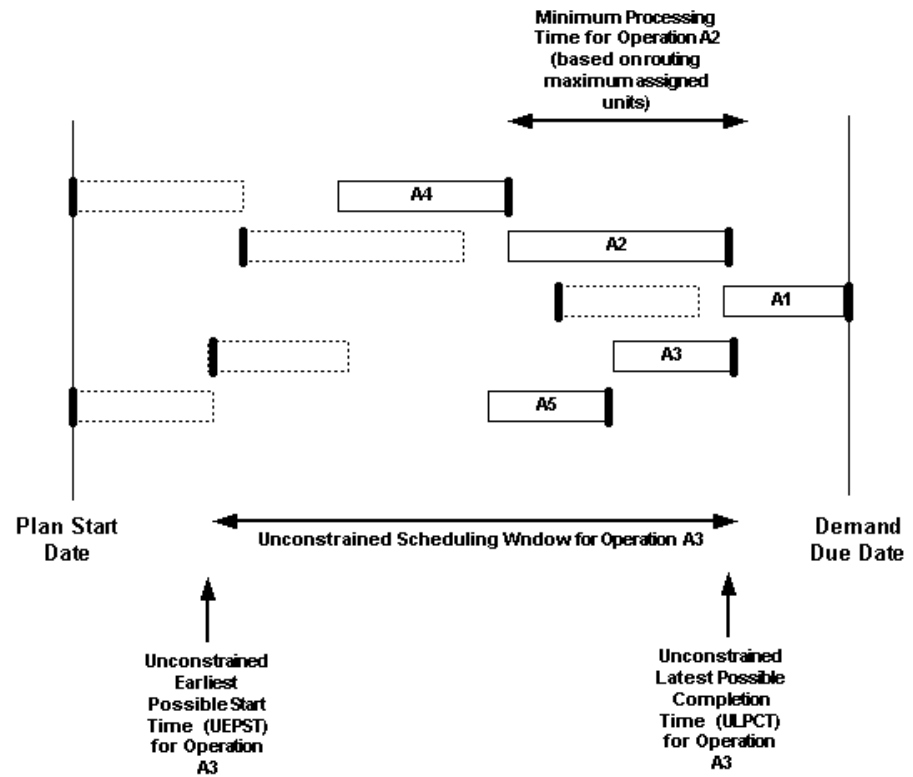 Minimum Processing
Time for Operation A2
(based on routing
maximum assigned
units)
A4
A2
A1
A3
A5
Plan Start
Date
Unconstrained Scheduling Wndow for Operation A3
Demand
Due Date
Unconstrained
Earliest
Possible Start
Time (UEPST)
for Operation
A3
Unconstrained
Latest Possible
Completion
Time (ULPCT)
for Operation
A3